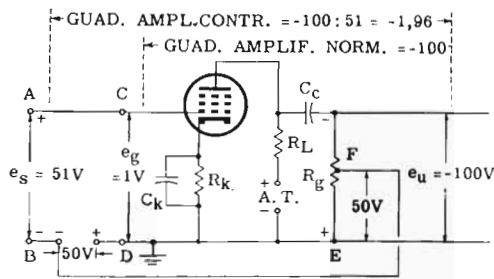 GUAD. AMPL.CONTR. = -100:51 = -1,96
GUAD. AMPLIF. NORM. = -100
A
C
+
Cc
-
RL
eg
=1V
es = 51V
Rk
Ck
+
A. T.
-
F
Rg
50V
eu = -100V
- - +
B 50V D
+
E